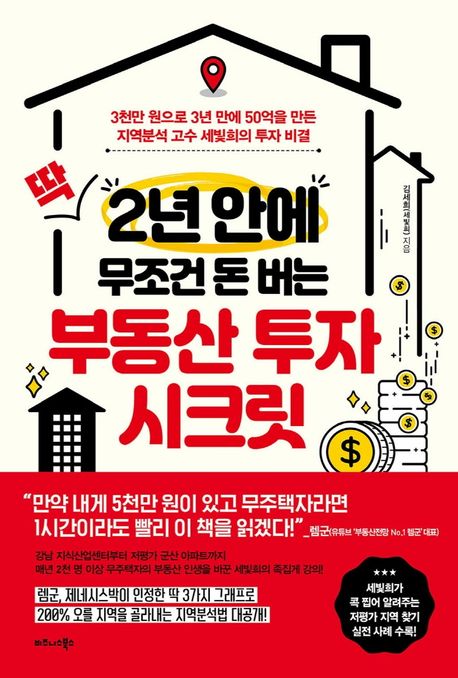 3천만 원으로 3년 만에 50억을 만든
지역분석 고수 세빛희의 투자 비결
딱
2년 안에
무조건 돈 버는
부동산 투자
시크릿
김세희(세빛희) 지음
“만약 내게 5천만 원이 있고 무주택자라면
1시간이라도 빨리 이 책을 읽겠다!”_렘군(유튜브 ‘부동산전망 No.1 렘군’ 대표)
강남 지식산업센터부터 저평가 군산 아파트까지
매년 2천 명 이상 무주택자의 부동산 인생을 바꾼 세빛희의 족집게 강의!
렘군, 제네시스박이 인정한 딱 3가지 그래프로
200% 오를 지역을 골라내는 지역분석법 대공개!
★★★
세빛희가
콕 찝어 알려주는
저평가 지역 찾기
실전 사례 수록!
비즈니스북스